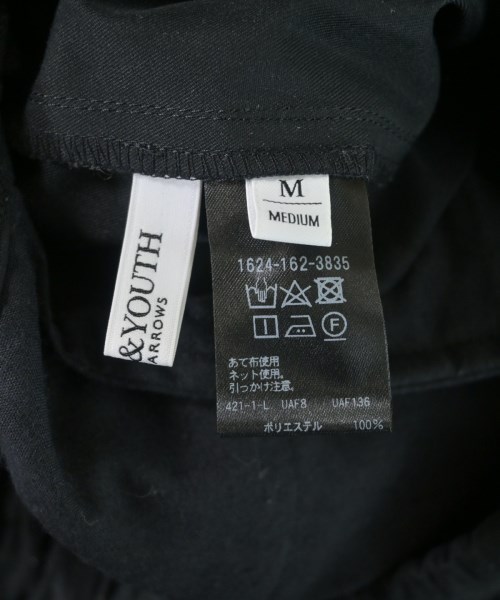 &YOUTH
ARROWS
M
MEDIUM
1624-162-3835
F
あて布使用
ネット使用。
引っかけ注意。
421-1-L UAF8 UAF136
ポリエステル 100%